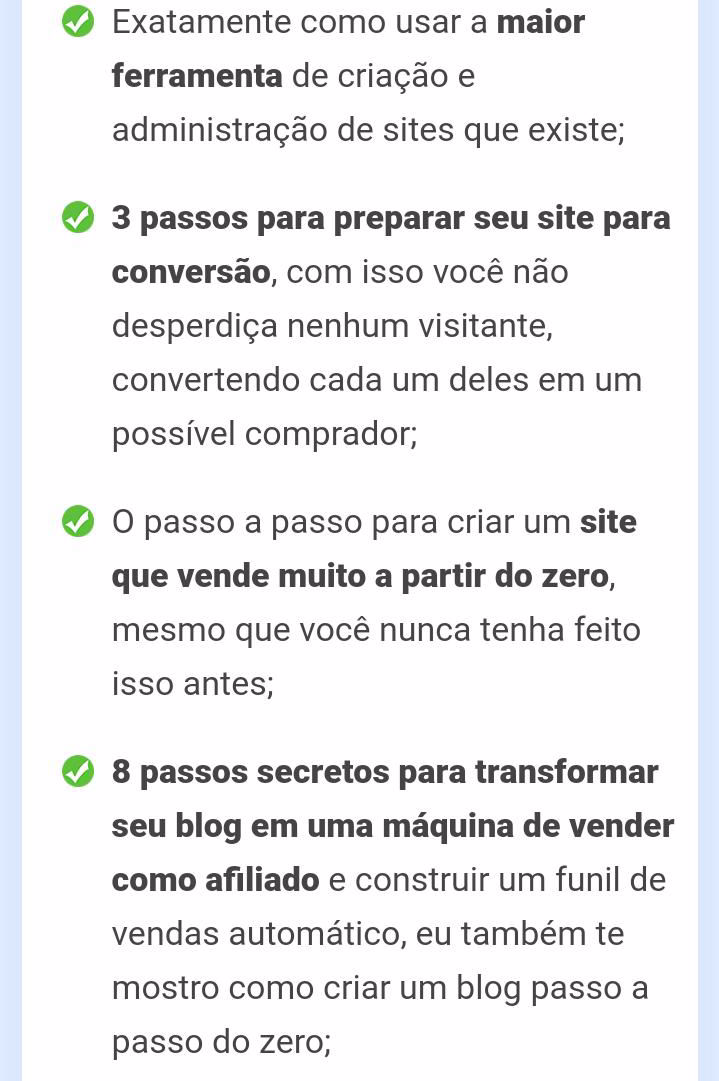 Exatamente como usar a maior
ferramenta de criação e
administração de sites que existe;
3 passos para preparar seu site para
conversão, com isso você não
desperdiça nenhum visitante,
convertendo cada um deles em um
possível comprador;
O passo a passo para criar um site
que vende muito a partir do zero,
mesmo que você nunca tenha feito
isso antes;
8 passos secretos para transformar
seu blog em uma máquina de vender
como afiliado e construir um funil de
vendas automático, eu também te
mostro como criar um blog passo a
passo do zero;